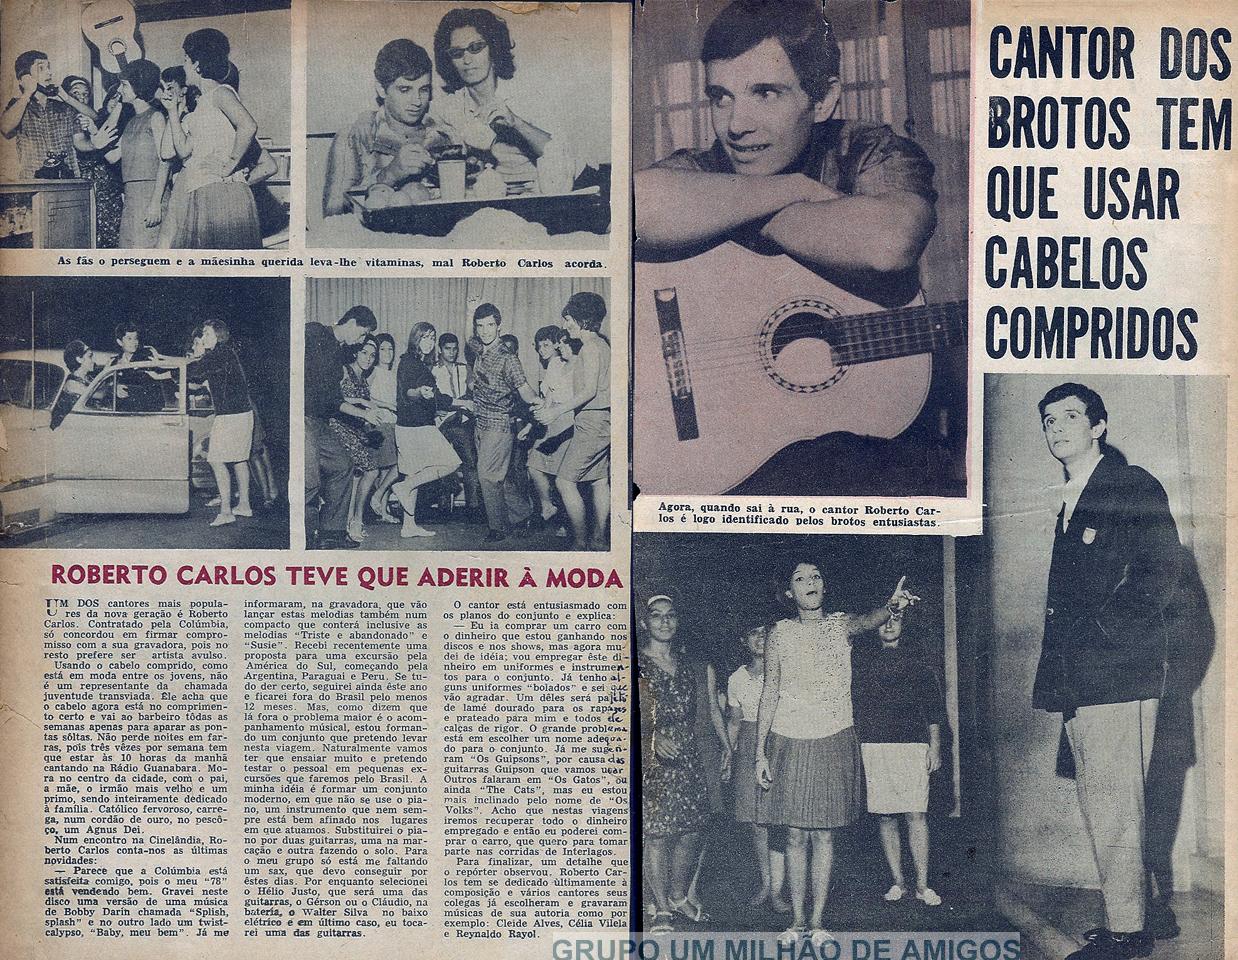 As fãs o perseguem e a mãesinha querida leva-lhe vitaminas, mal Roberto Carlos acorda.
ROBERTO CARLOS TEVE QUE ADERIR À MODA
UM DOS cantores mais popula-
res da nova geração é Roberto
Carlos. Contratado pela Colúmbia,
só concordou em firmar compro-
misso com a sua gravadora, pois no
resto prefere ser artista avulso.
Usando o cabelo comprido, como
está em moda entre os jovens, não
é um representante da chamada
juventude transviada. Êle acha que
o cabelo agora está no comprimen-
to certo e vai ao barbeiro tôdas as
semanas apenas para aparar as pon-
tas sôltas. Não perde noites em far-
ras, pois três vêzes por semana tem
que estar às 10 horas da manhã
cantando na Rádio Guanabara. Mo-
ra no centro da cidade, com o pai,
a mãe, o irmão mais velho e um
primo, sendo inteiramente dedicado
à família. Católico fervoroso, carre-
ga, num cordão de ouro, no pesco-
ço, um Agnus Dei.
Num encontro na Cinelândia, Ro-
berto Carlos conta-nos as últimas
novidades:
— Parece que a Colúmbia está
satisfeita comigo, pois o meu "78"
está vendendo bem. Gravei neste
disco uma versão de uma música
de Bobby Darin chamada "Splish,
splash" e no outro lado um twist-
calypso, "Baby, meu bem". Já me
informaram, na gravadora, que vão
lançar estas melodias também num
compacto que conterá inclusive as
melodias "Triste e abandonado" e
"Susie". Recebi recentemente uma
proposta para uma excursão pela
América do Sul, começando pela
Argentina, Paraguai e Peru. Se tu-
do der certo, seguirei ainda êste ano
e ficarei fora do Brasil pelo menos
12 meses. Mas, como dizem que
lá fora o problema maior é o acom-
panhamento músical, estou forman-
do um conjunto que pretendo levar
nesta viagem. Naturalmente vamos
ter que ensaiar muito e pretendo
testar o pessoal em pequenas ex-
cursões que faremos pelo Brasil. A
minha idéia é formar um conjunto
moderno, em que não se use o pia-
no, um instrumento que nem sem-
pre está bem afinado nos lugares
em que atuamos. Substituirei o pia-
no por duas guitarras, uma na mar-
cação e outra fazendo o solo. Para
o meu grupo só está me faltando
um sax, que devo conseguir por
êstes dias. Por enquanto selecionei
o Hélio Justo, que será uma das
guitarras, o Gérson ou o Cláudio, na
bateria, o Walter Silva no baixo
elétrico e em último caso, eu toca-
rei uma das guitarras.
O cantor está entusiasmado com
os planos do conjunto e explica:
— Eu ia comprar um carro com
o dinheiro que estou ganhando nos
discos e nos shows, mas agora mu-
dei de idéia; vou empregar êste di-
nheiro em uniformes e instrumen-
tos para o conjunto. Já tenho al-
guns uniformes "bolados" e sei que
vão agradar. Um dêles será paletó
de lamé dourado para os rapazes
e prateado para mim e todos de
calças de rigor. O grande problema
está em escolher um nome adequa-
do para o conjunto. Já me sugeri-
ram "Os Guipsons", por causa das
guitarras Guipson que vamos usar
Outros falaram em "Os Gatos", ou
ainda "The Cats", mas eu estou
mais inclinado pelo nome de "Os
Volks". Acho que nestas viagens
iremos recuperar todo o dinheiro
empregado e então eu poderei com-
prar o carro, que quero para tomar
parte nas corridas de Interlagos.
Para finalizar, um detalhe que
o repórter observou. Roberto Car-
los tem se dedicado últimamente à
composição e vários cantores seus
colegas já escolheram e gravaram
músicas de sua autoria como por
exemplo: Cleide Alves, Célia Vilela
e Reynaldo Rayol.
CANTOR DOS
BROTOS TEM
QUE USAR
CABELOS
COMPRIDOS
Agora, quando sai à rua, o cantor Roberto Car-
los é logo identificado pelos brotos entusiastas.
GRUPO UM MILHÃO DE AMIGOS